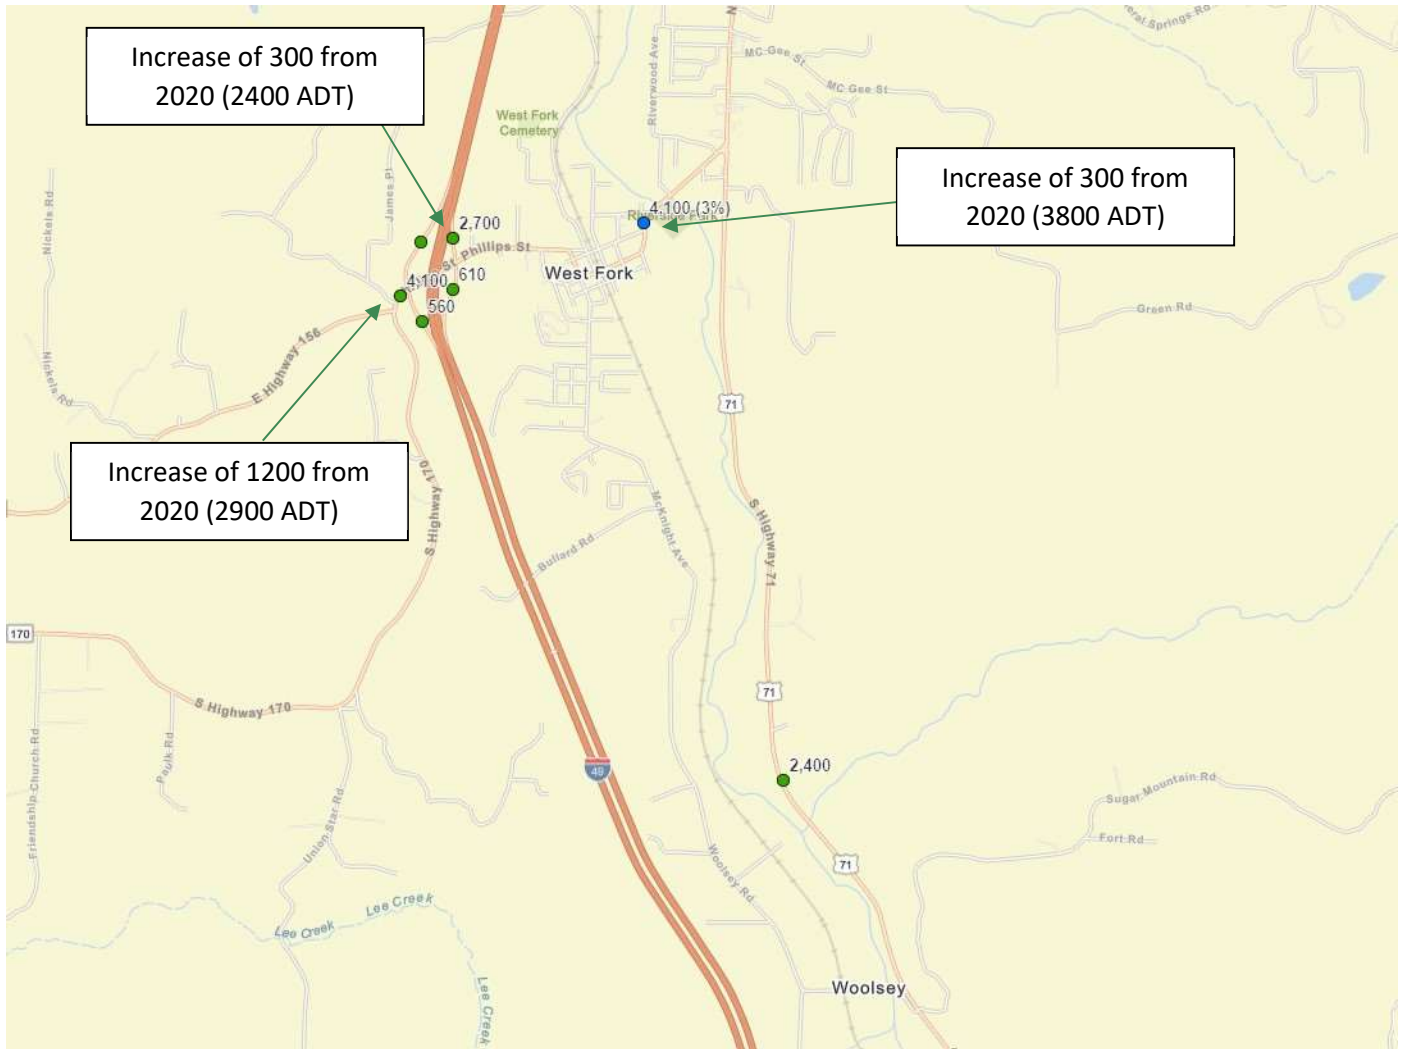 Increase of 300 from
2020 (2400 ADT)
MC Gee St
MC Gee St
Riverwood Ave
West Fork
Cemetery
Increase of 300 from
2020 (3800 ADT)
James Pl
Nickels Rd
4,100 (3%)
Riverside Park
2,700
St Phillips St
West Fork
4,100
610
560
Green Rd
E Highway 156
Nickels Rd
71
Increase of 1200 from
2020 (2900 ADT)
S Highway 170
McKnight Ave
S Highway 71
Bullard Rd
170
S Highway 170
71
Friendship Church Rd
Paulk Rd
49
2,400
Sugar Mountain Rd
Union Star Rd
Fort Rd
71
Woolsey Rd
Lee Creek
Lee Creek
Lee Creek
Woolsey